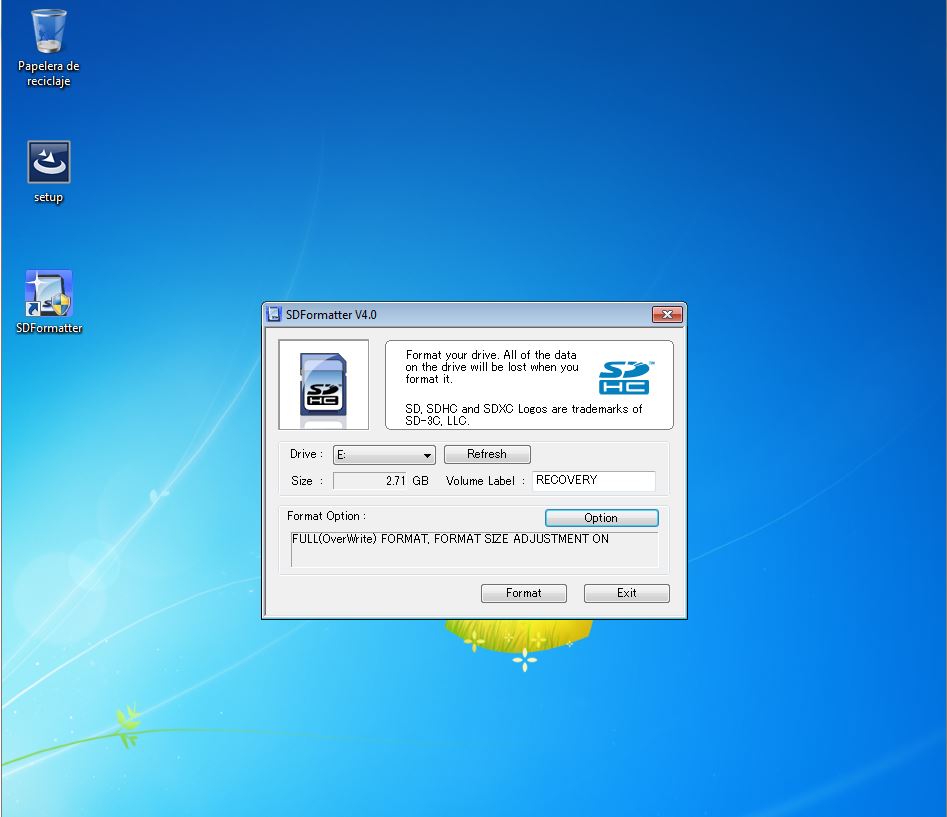 Papelera de
reciclaje
setup
SDFormatter
SDFormatter V4.0
Format your drive. All of the data
on the drive will be lost when you
format it.
SD, SDHC and SDXC Logos are trademarks of
SD-3C, LLC.
SD
HC
SD
HC
Drive : E: Refresh
Size : 2.71 GB Volume Label : RECOVERY
Format Option : Option
FULL(OverWrite) FORMAT, FORMAT SIZE ADJUSTMENT ON
Format Exit